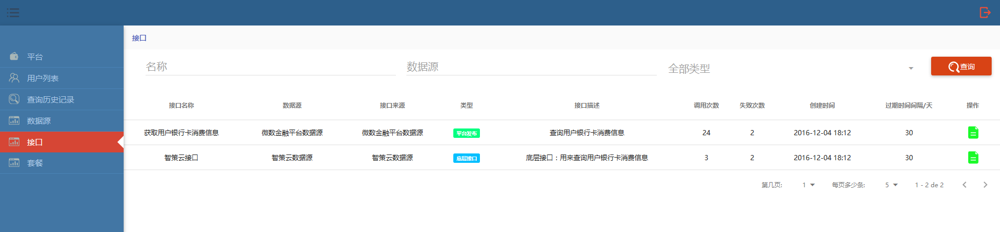 接口
平台
用户列表
查询历史记录
数据源
接口
套餐
名称 数据源 全部类型 查询
接口名称 数据源 接口来源 类型 接口描述 调用次数 失败次数 创建时间 过期时间间隔/天 操作
获取用户银行卡消费信息 微数金融平台数据源 微数金融平台数据源 平台发布 查询用户银行卡消费信息 24 2 2016-12-04 18:12 30
智策云接口 智策云数据源 智策云数据源 底层接口 底层接口：用来查询用户银行卡消费信息 3 2 2016-12-04 18:12 30
第几页: 1 每页多少条: 5 1 - 2 de 2